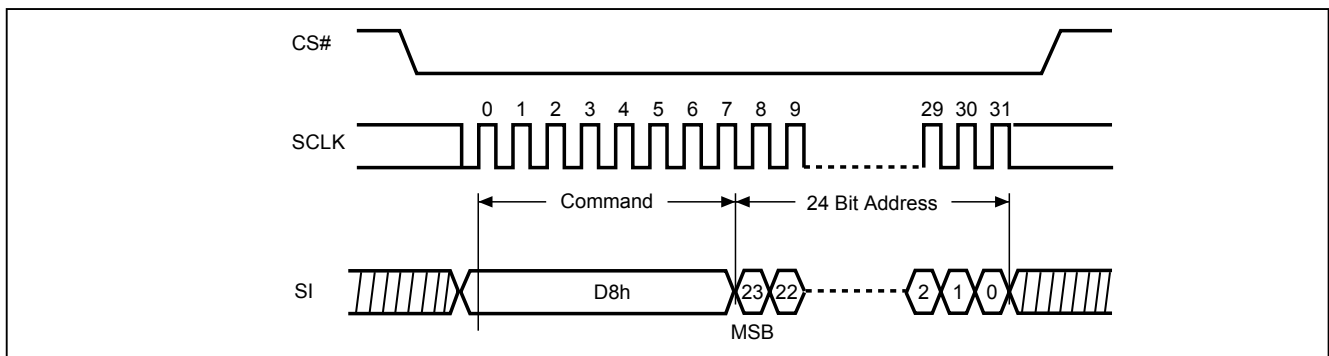 CS#
0 1 2 3 4 5 6 7 8 9 29 30 31
SCLK
Command 24 Bit Address
SI D8h 23 22 2 1 0
MSB